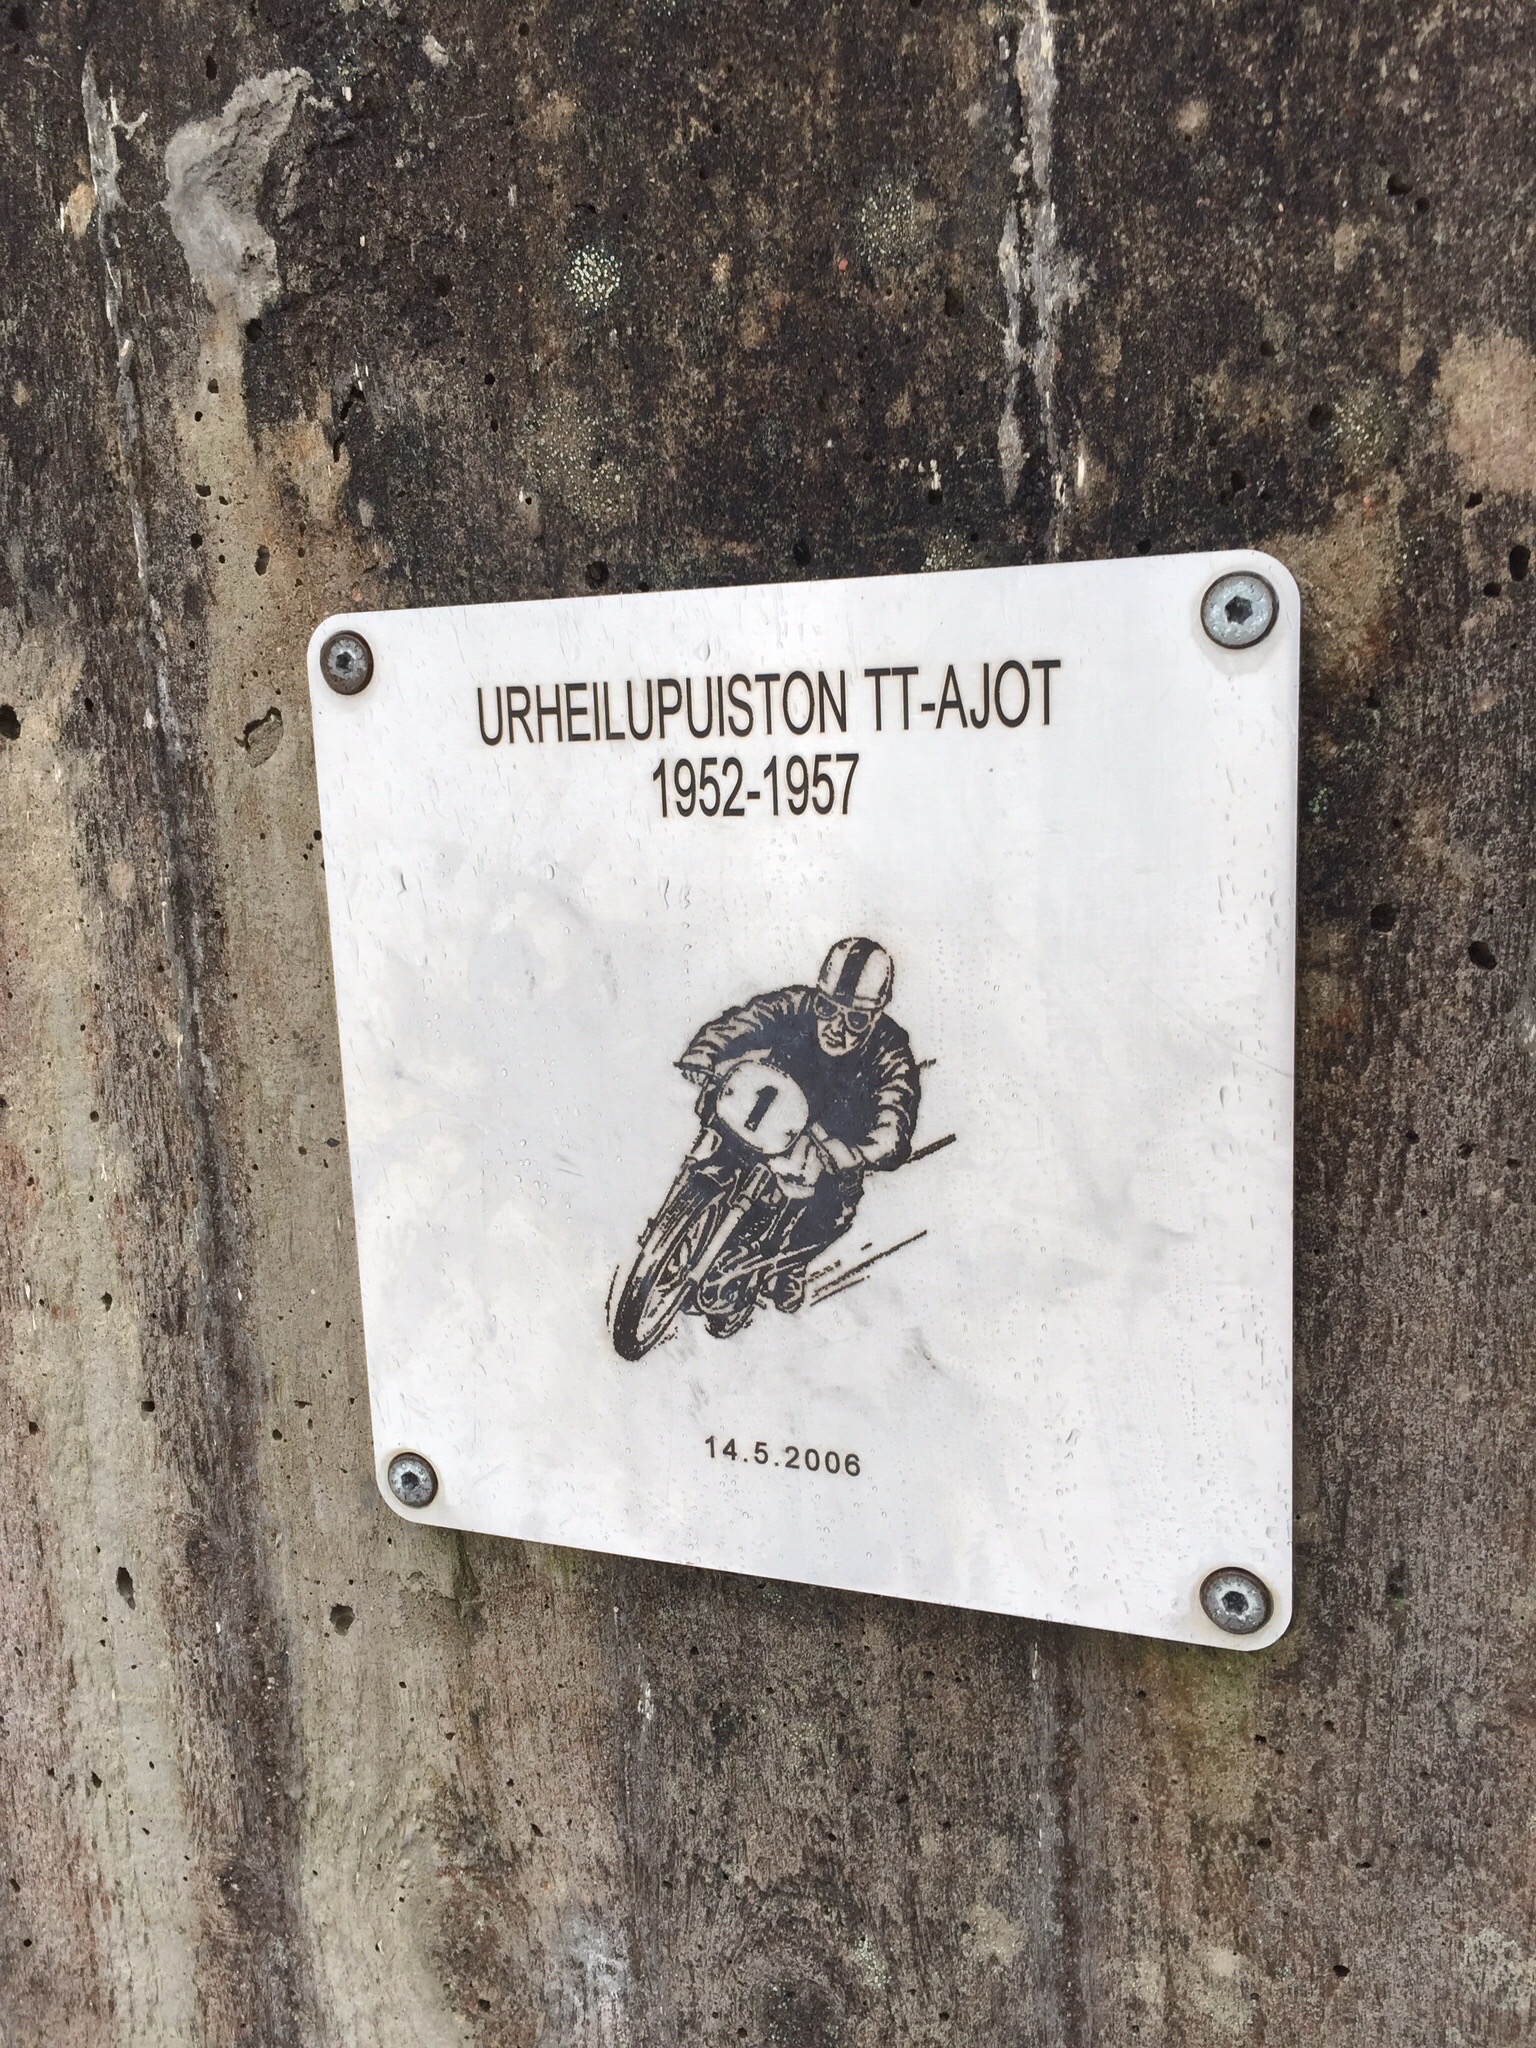 URHEILUPUISTON TT-AJOT
1952-1957
1
14.5.2006